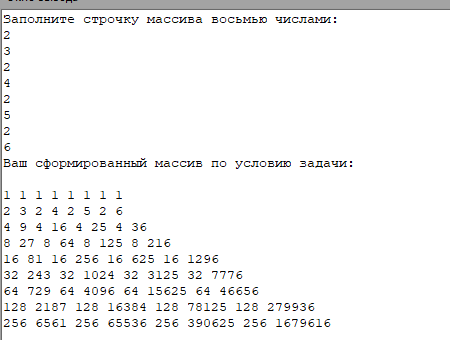 Заполните строчку массива восьмью числами:
2
3
2
4
2
5
2
6
Ваш сформированный массив по условию задачи:
1 1 1 1 1 1 1 1
2 3 2 4 2 5 2 6
4 9 4 16 4 25 4 36
8 27 8 64 8 125 8 216
16 81 16 256 16 625 16 1296
32 243 32 1024 32 3125 32 7776
64 729 64 4096 64 15625 64 46656
128 2187 128 16384 128 78125 128 279936
256 6561 256 65536 256 390625 256 1679616